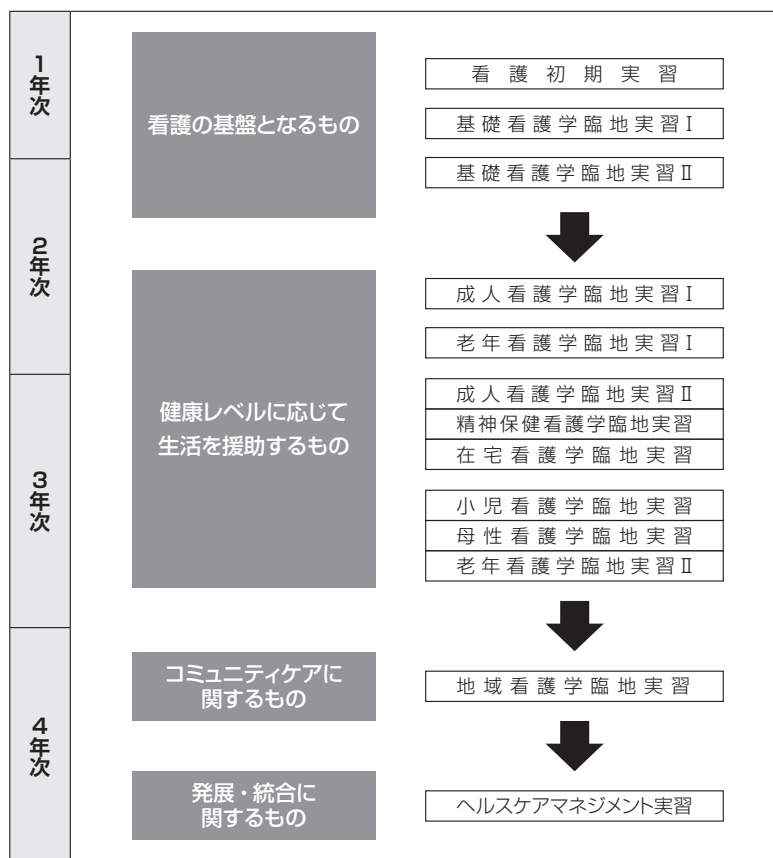 1年次
看護の基盤となるもの
看護初期実習
基礎看護学臨地実習Ⅰ
基礎看護学臨地実習Ⅱ
2年次
成人看護学臨地実習Ⅰ
老年看護学臨地実習Ⅰ
3年次
健康レベルに応じて
生活を援助するもの
成人看護学臨地実習Ⅱ
精神保健看護学臨地実習
在宅看護学臨地実習
小児看護学臨地実習
母性看護学臨地実習
老年看護学臨地実習Ⅱ
4年次
コミュニティケアに
関するもの
地域看護学臨地実習
発展・統合に
関するもの
ヘルスケアマネジメント実習